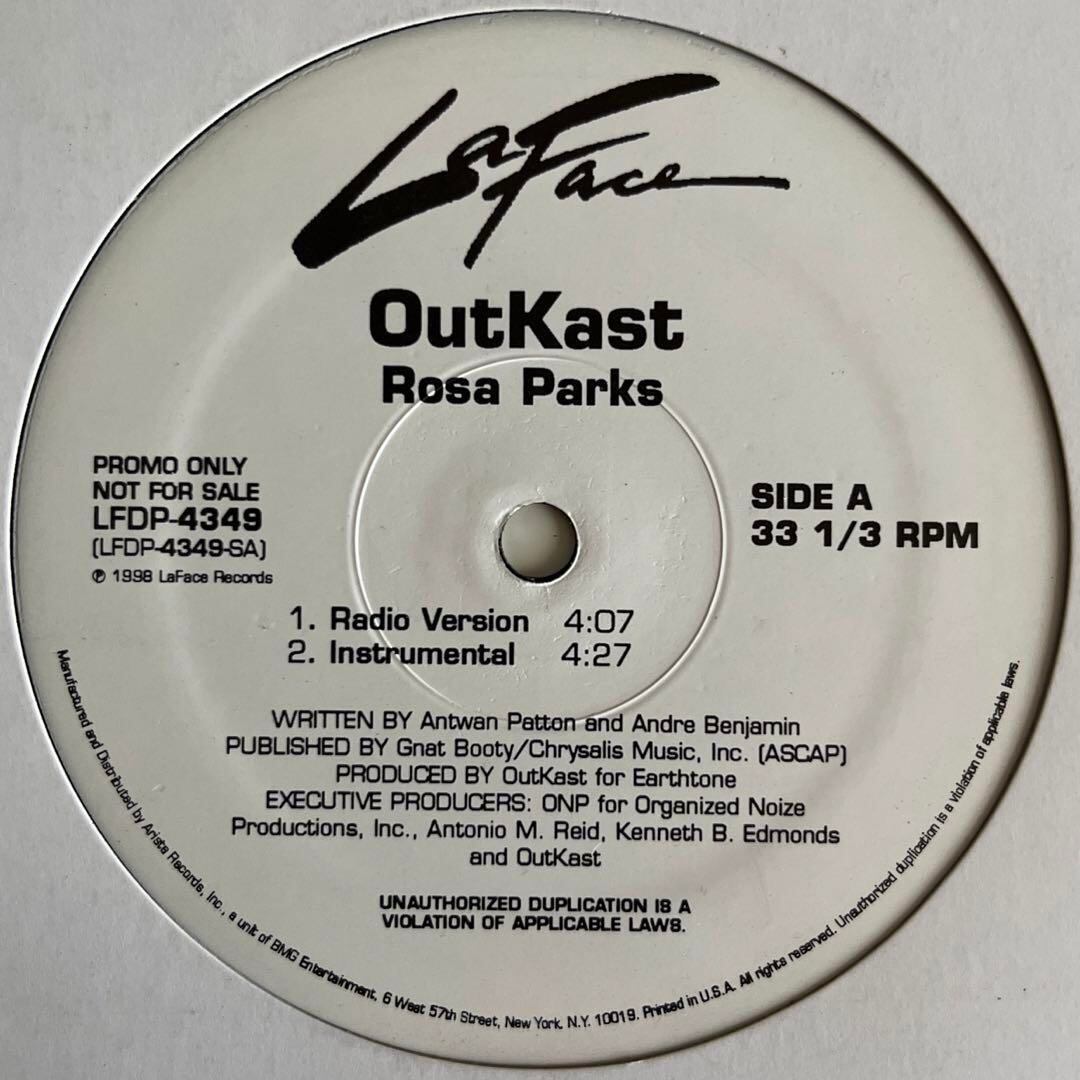 LaFace
OutKast
Rosa Parks
PROMO ONLY
NOT FOR SALE
LFDP-4349
(LFDP-4349-SA)
℗ 1998 LaFace Records
SIDE A
33 1/3 RPM
1. Radio Version 4:07
2. Instrumental 4:27
WRITTEN BY Antwan Patton and Andre Benjamin
PUBLISHED BY Gnat Booty/Chrysalis Music, Inc. (ASCAP)
PRODUCED BY OutKast for Earthtone
EXECUTIVE PRODUCERS: ONP for Organized Noize
Productions, Inc., Antonio M. Reid, Kenneth B. Edmonds
and OutKast
UNAUTHORIZED DUPLICATION IS A
VIOLATION OF APPLICABLE LAWS.
Manufactured and Distributed by Arista Records, Inc., a unit of BMG Entertainment, 6 West 57th Street, New York, N.Y. 10019. Printed in U.S.A. All rights reserved. Unauthorized duplication is a violation of applicable laws.